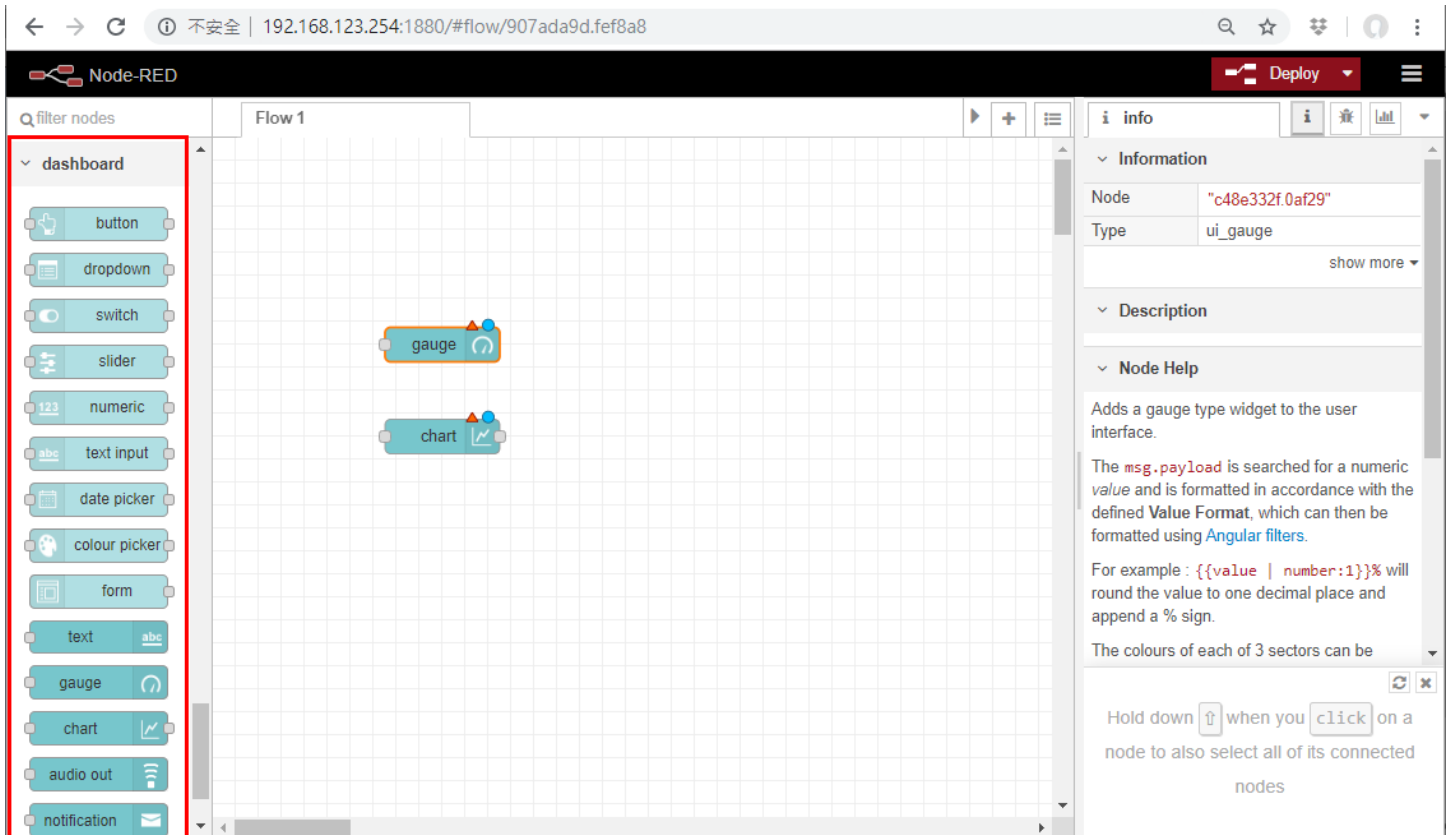 不安全 | 192.168.123.254:1880/#flow/907ada9d.fef8a8
Node-RED
Deploy
filter nodes
Flow 1
i info
i
dashboard
button
dropdown
switch
slider
123 numeric
abc text input
date picker
colour picker
form
text abc
gauge
chart
audio out
notification
gauge
chart
Information
Node "c48e332f.0af29"
Type ui_gauge
show more
Description
Node Help
Adds a gauge type widget to the user
interface.
The msg.payload is searched for a numeric
value and is formatted in accordance with the
defined Value Format, which can then be
formatted using Angular filters.
For example : {{value | number:1}}% will
round the value to one decimal place and
append a % sign.
The colours of each of 3 sectors can be
Hold down ⇧ when you click on a
node to also select all of its connected
nodes